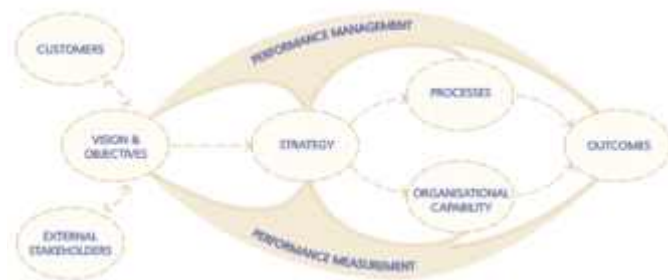 PERFORMANCE MANAGEMENT
CUSTOMERS
PROCESSES
VISION &
OBJECTIVES
STRATEGY
OUTCOMES
ORGANISATIONAL
CAPABILITY
EXTERNAL
STAKEHOLDERS
PERFORMANCE MEASUREMENT